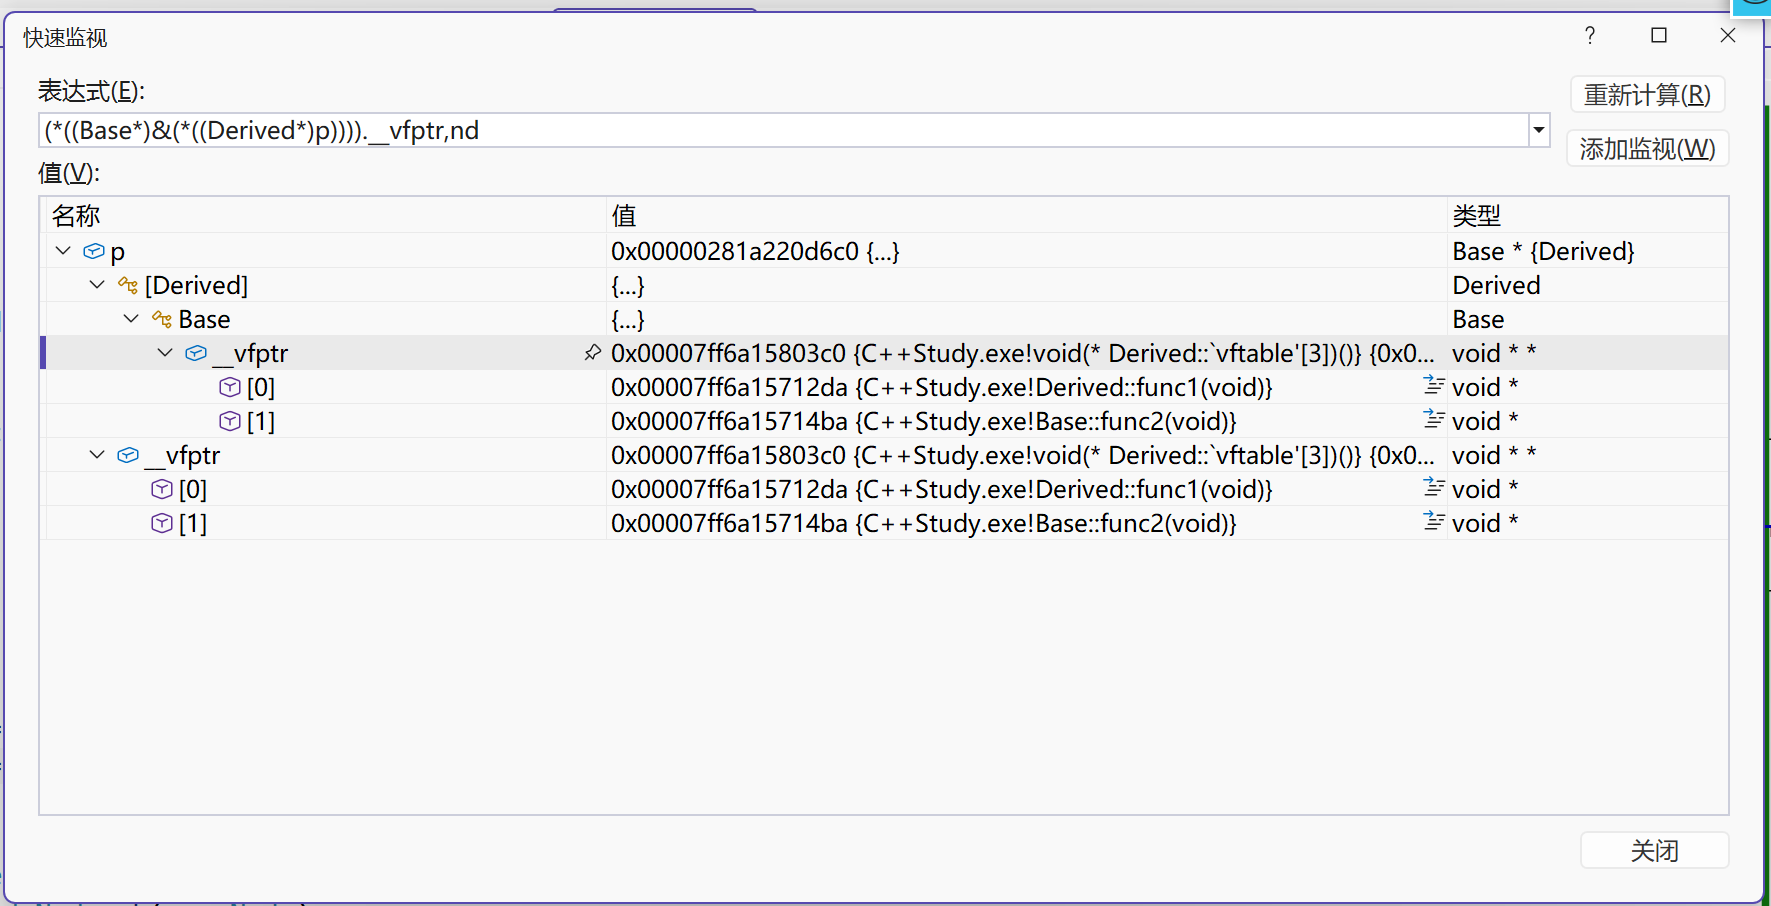 快速监视
表达式(E):
重新计算(R)
(*((Base*)&(*((Derived*)p)))).__vfptr,nd
添加监视(W)
值(V):
名称 值 类型
p 0x00000281a220d6c0 {...} Base * {Derived}
[Derived] {...} Derived
Base {...} Base
__vfptr 0x00007ff6a15803c0 {C++Study.exe!void(* Derived::`vftable'[3])()} {0x0... void * *
[0] 0x00007ff6a15712da {C++Study.exe!Derived::func1(void)} void *
[1] 0x00007ff6a15714ba {C++Study.exe!Base::func2(void)} void *
__vfptr 0x00007ff6a15803c0 {C++Study.exe!void(* Derived::`vftable'[3])()} {0x0... void * *
[0] 0x00007ff6a15712da {C++Study.exe!Derived::func1(void)} void *
[1] 0x00007ff6a15714ba {C++Study.exe!Base::func2(void)} void *
关闭